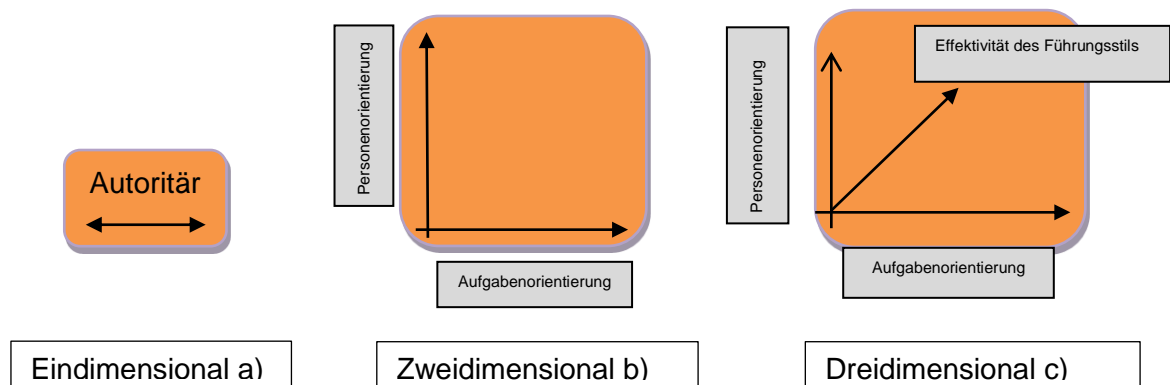 Autoritär
Personenorientierung
Aufgabenorientierung
Personenorientierung
Effektivität des Führungsstils
Aufgabenorientierung
Eindimensional a)
Zweidimensional b)
Dreidimensional c)